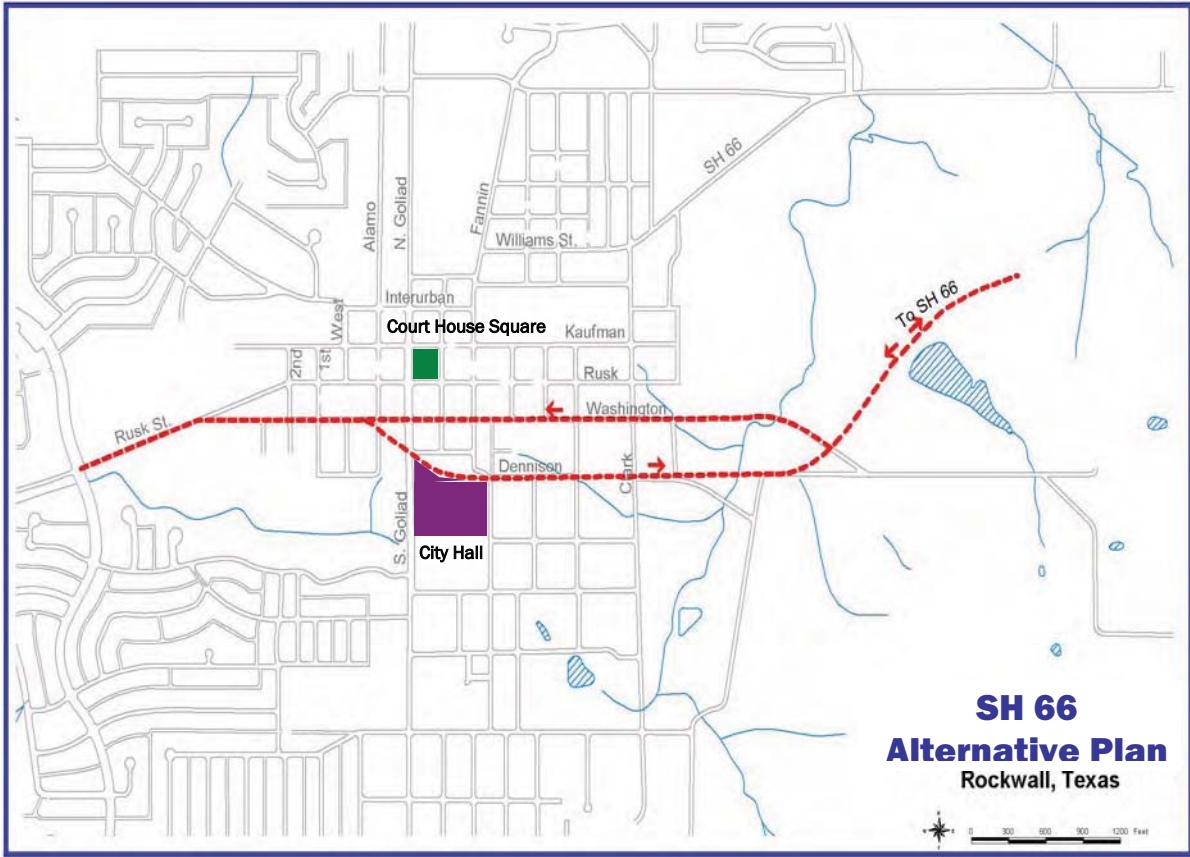 SH 66
Alamo
N. Goliad
Fannin
Williams St.
To SH 66
Interurban
West
Court House Square
Kaufman
2nd
1st
Rusk
Washington
Rusk St.
Dennison
Clark
S. Goliad
City Hall
SH 66
Alternative Plan
Rockwall, Texas
0 300 600 900 1200 Feet